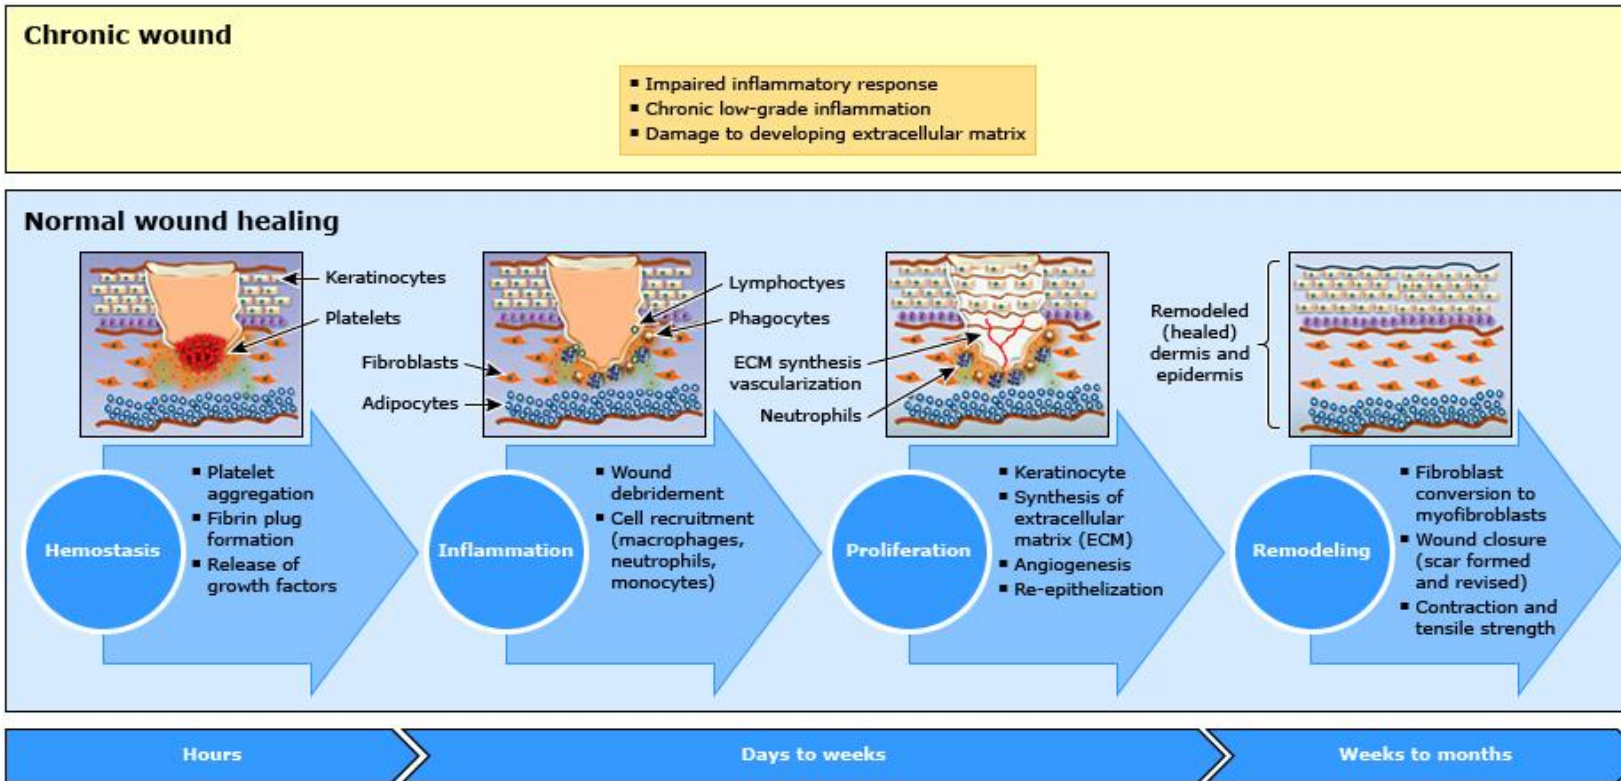 Chronic wound
▪ Impaired inflammatory response
▪ Chronic low-grade inflammation
▪ Damage to developing extracellular matrix
Normal wound healing
Keratinocytes
Platelets
Fibroblasts
Adipocytes
Lymphoctyes
Phagocytes
ECM synthesis
vascularization
Neutrophils
Remodeled
(healed)
dermis and
epidermis
Hemostasis
▪ Platelet
aggregation
▪ Fibrin plug
formation
▪ Release of
growth factors
Inflammation
▪ Wound
debridement
▪ Cell recruitment
(macrophages,
neutrophils,
monocytes)
Proliferation
▪ Keratinocyte
▪ Synthesis of
extracellular
matrix (ECM)
▪ Angiogenesis
▪ Re-epithelization
Remodeling
▪ Fibroblast
conversion to
myofibroblasts
▪ Wound closure
(scar formed
and revised)
▪ Contraction and
tensile strength
Hours
Days to weeks
Weeks to months